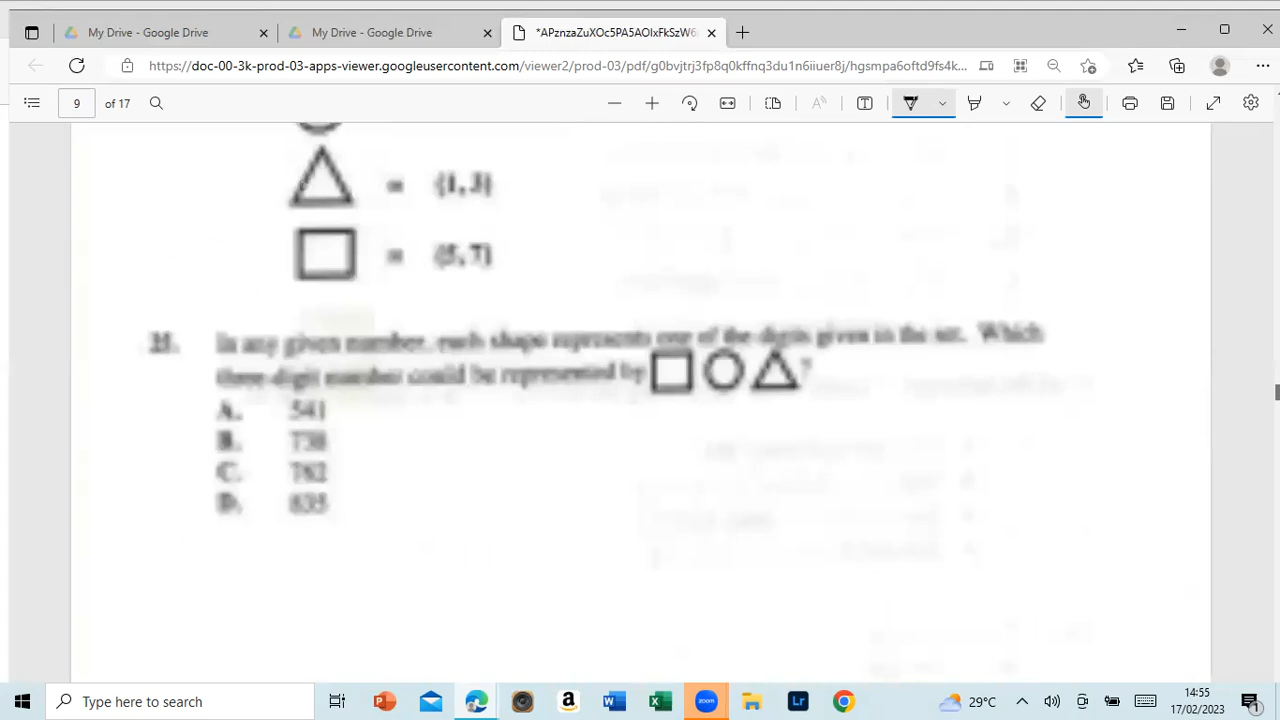 My Drive - Google Drive
My Drive - Google Drive
*APznzaZuXOc5PA5AOlxFkSzW6
https://doc-00-3k-prod-03-apps-viewer.googleusercontent.com/viewer2/prod-03/pdf/g0bvjtrj3fp8q0kffnq3du1n6iiuer8j/hgsmpa6oftd9fs4k...
9 of 17
= {1, 3}
= {5, 7}
In any given number, each shape represents one of the digits given in the set. Which
three-digit number could be represented by ?
A. 541
B. 738
C. 782
D. 635
Type here to search
29°C
14:55
17/02/2023